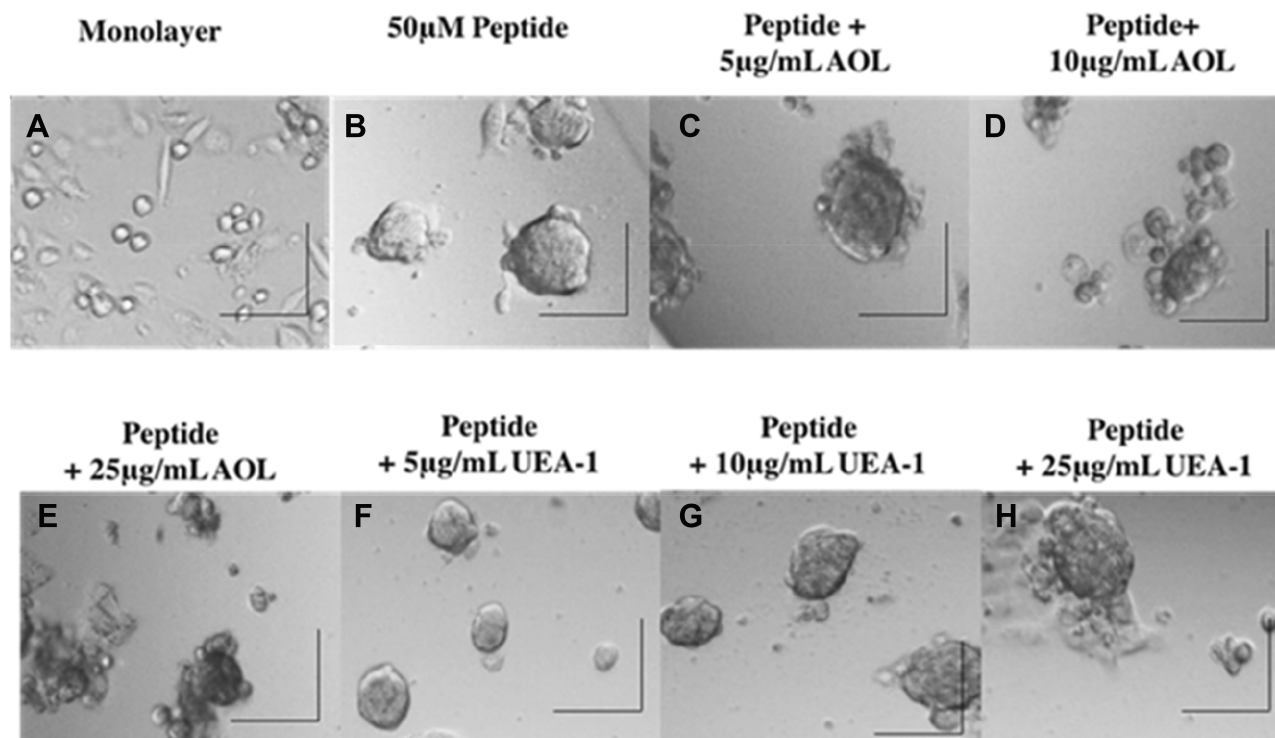 Monolayer
50μM Peptide
Peptide +
5μg/mL AOL
Peptide+
10μg/mL AOL
A
B
C
D
Peptide
+ 25μg/mL AOL
Peptide
+ 5μg/mL UEA-1
Peptide
+ 10μg/mL UEA-1
Peptide
+ 25μg/mL UEA-1
E
F
G
H